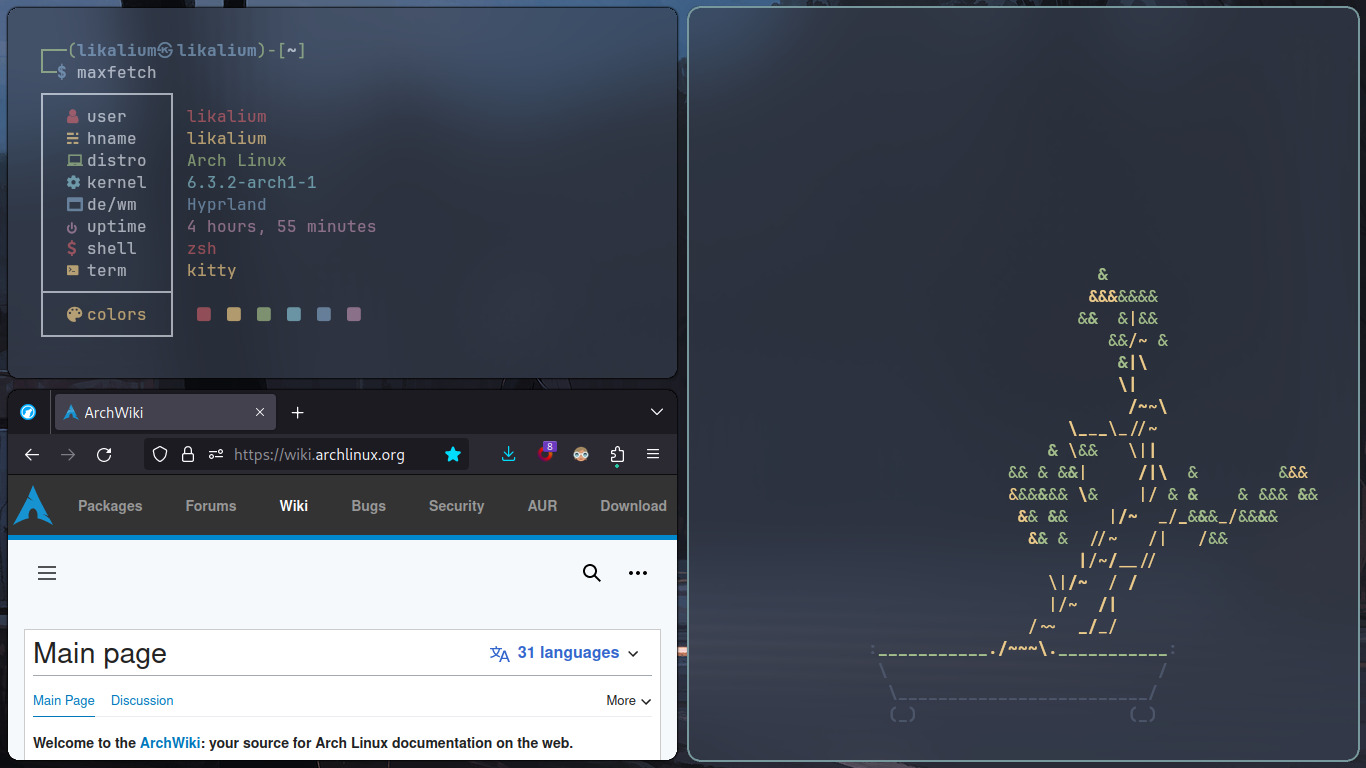 ┌──(likalium㉿likalium)-[~]
└─$ maxfetch
user likalium
hname likalium
distro Arch Linux
kernel 6.3.2-arch1-1
de/wm Hyprland
uptime 4 hours, 55 minutes
$ shell zsh
term kitty
colors
ArchWiki
8
https://wiki.archlinux.org
Packages Forums Wiki Bugs Security AUR Download
Main page
31 languages
Main Page Discussion More
Welcome to the ArchWiki: your source for Arch Linux documentation on the web.
&
&&&&&&&
&& &|&&
&&/~ &
&|\
\|
/~~\
\___\_//~
& \&& \||
&& & &&| /|\ & &&&
&&&&&& \& |/ & & & &&& &&
&& && |/~ _/_&&&_/&&&&
&& & //~ /| /&&
|/~/__//
\|/~ / /
|/~ /|
/~~ _/_/
:___________./~~~\.___________:
\ /
\_________________________/
(_) (_)